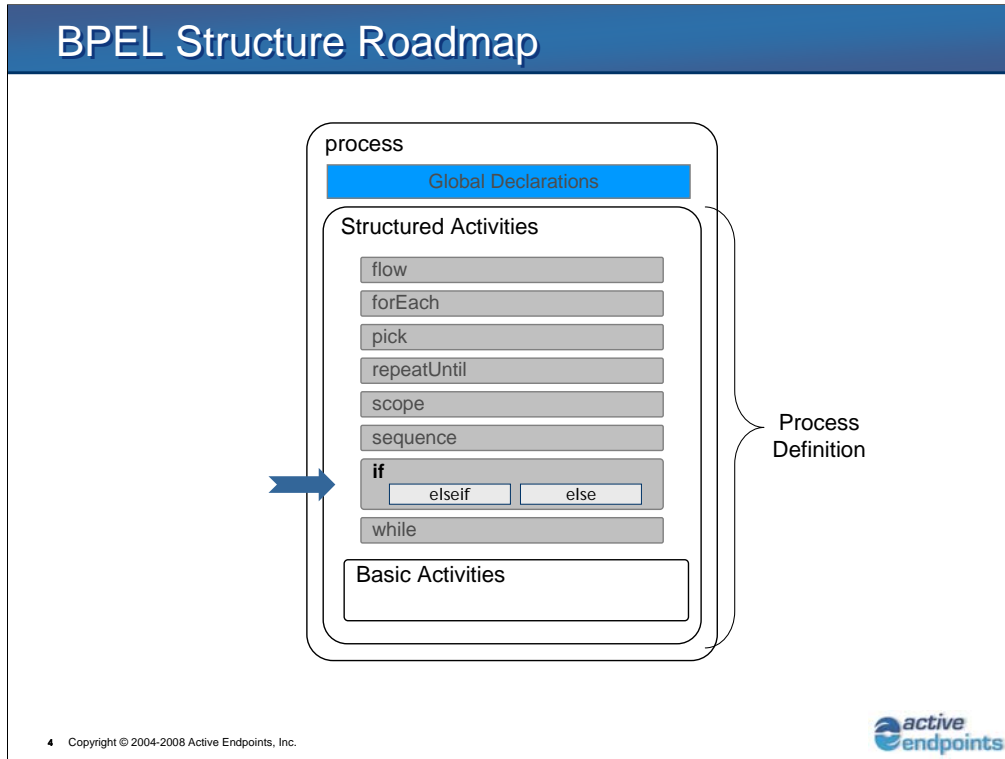 BPEL Structure Roadmap
process
Global Declarations
Structured Activities
flow
forEach
pick
repeatUntil
scope
sequence
if
elseif else
while
Basic Activities
Process
Definition
4 Copyright © 2004-2008 Active Endpoints, Inc.
active
endpoints